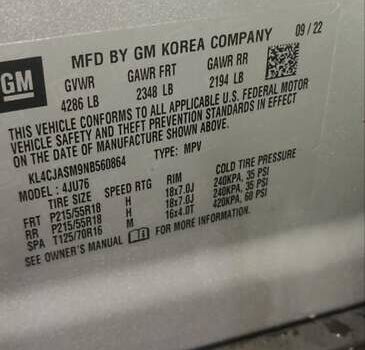 MFD BY GM KOREA COMPANY 09 / 22
GM
GVWR GAWR FRT GAWR RR
4286 LB 2348 LB 2194 LB
THIS VEHICLE CONFORMS TO ALL APPLICABLE U.S. FEDERAL MOTOR
VEHICLE SAFETY AND THEFT PREVENTION STANDARDS IN EFFECT
ON THE DATE OF MANUFACTURE SHOWN ABOVE.
KL4CJASM9NB560864 TYPE: MPV
MODEL: 4JU76
TIRE SIZE SPEED RTG RIM COLD TIRE PRESSURE
FRT P215/55R18 H 18x7.0J 240KPA, 35 PSI
RR P215/55R18 H 18x7.0J 240KPA, 35 PSI
SPA T125/70R16 M 16x4.0T 420KPA, 60 PSI
SEE OWNER'S MANUAL FOR MORE INFORMATION.